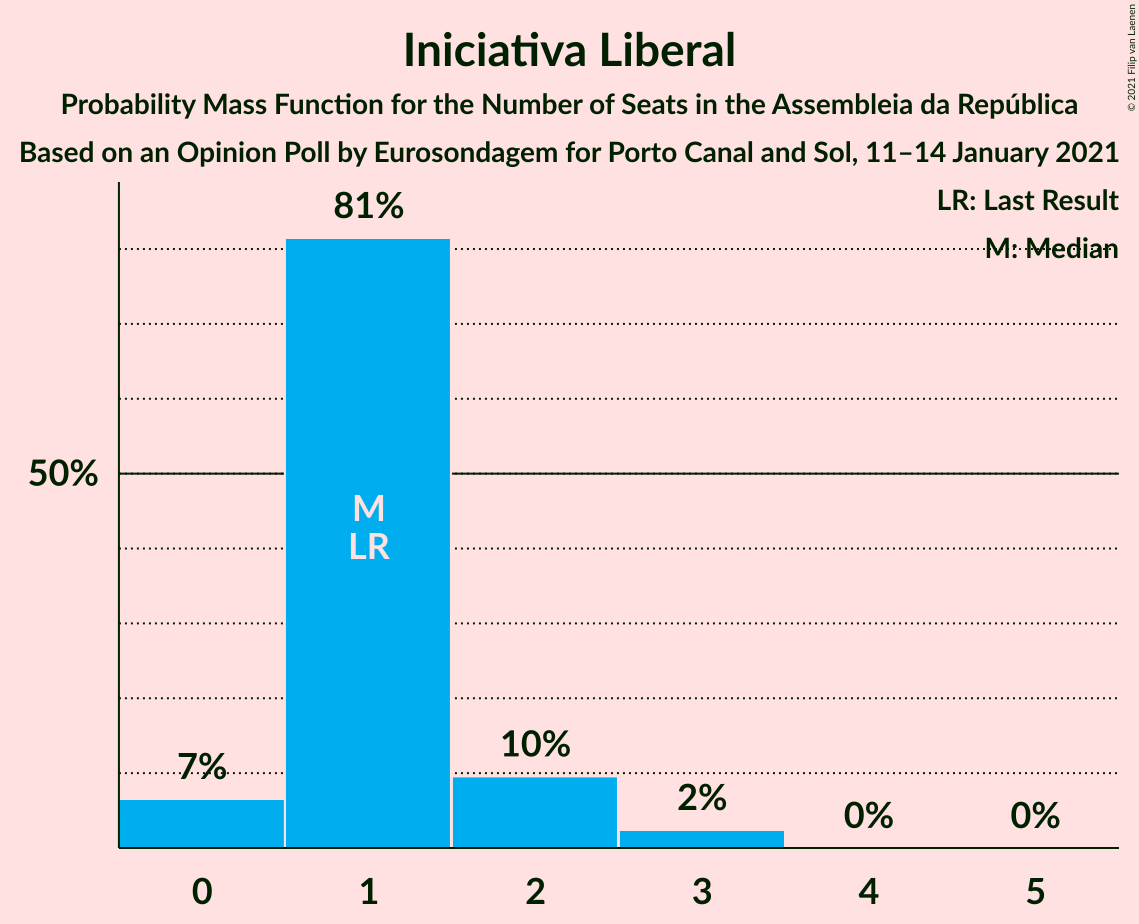 Iniciativa Liberal
Probability Mass Function for the Number of Seats in the Assembleia da República
Based on an Opinion Poll by Eurosondagem for Porto Canal and Sol, 11–14 January 2021
© 2021 Filip van Laenen
LR: Last Result
M: Median
81%
50%
M
LR
7%
10%
2%
0%
0%
0
1
2
3
4
5